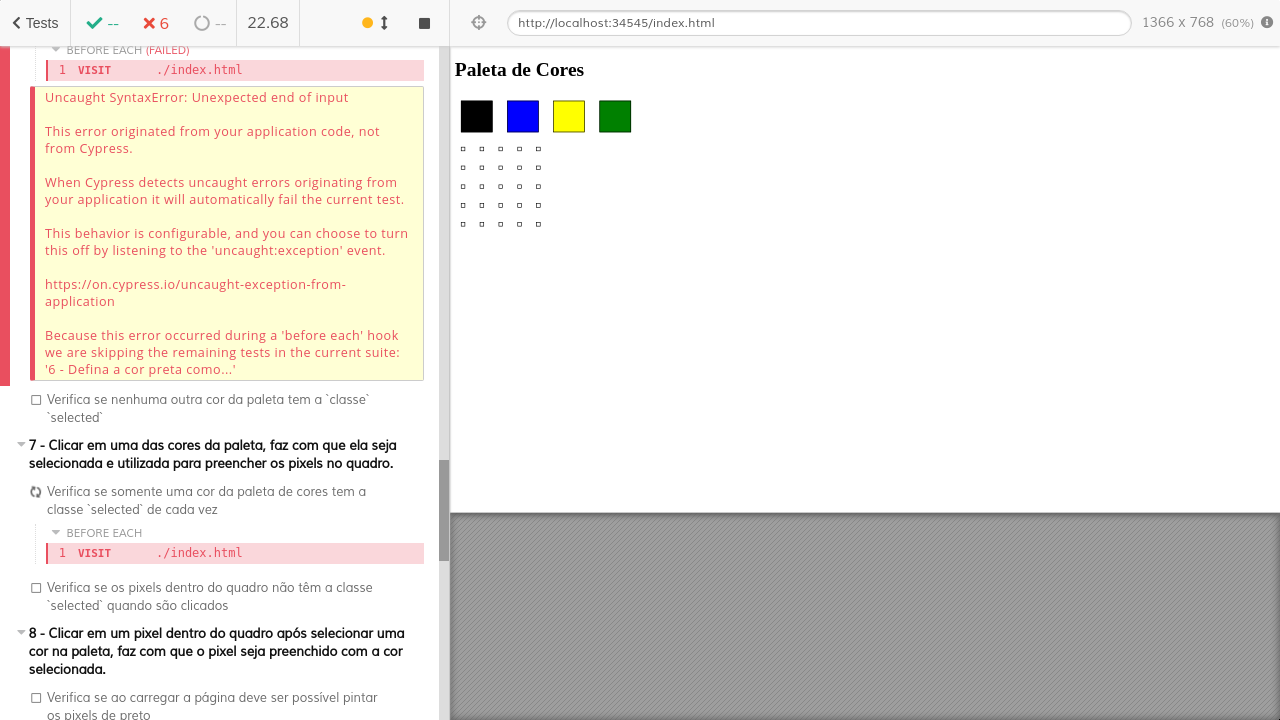 Tests
--
6
--
22.68
http://localhost:34545/index.html
1366 x 768 (60%)
BEFORE EACH (FAILED)
1 VISIT ./index.html
Uncaught SyntaxError: Unexpected end of input
This error originated from your application code, not
from Cypress.
When Cypress detects uncaught errors originating from
your application it will automatically fail the current test.
This behavior is configurable, and you can choose to turn
this off by listening to the 'uncaught:exception' event.
https://on.cypress.io/uncaught-exception-from-
application
Because this error occurred during a 'before each' hook
we are skipping the remaining tests in the current suite:
'6 - Defina a cor preta como...'
Verifica se nenhuma outra cor da paleta tem a `classe`
`selected`
7 - Clicar em uma das cores da paleta, faz com que ela seja
selecionada e utilizada para preencher os pixels no quadro.
Verifica se somente uma cor da paleta de cores tem a
classe `selected` de cada vez
BEFORE EACH
1 VISIT ./index.html
Verifica se os pixels dentro do quadro não têm a classe
`selected` quando são clicados
8 - Clicar em um pixel dentro do quadro após selecionar uma
cor na paleta, faz com que o pixel seja preenchido com a cor
selecionada.
Verifica se ao carregar a página deve ser possível pintar
os pixels de preto
Paleta de Cores